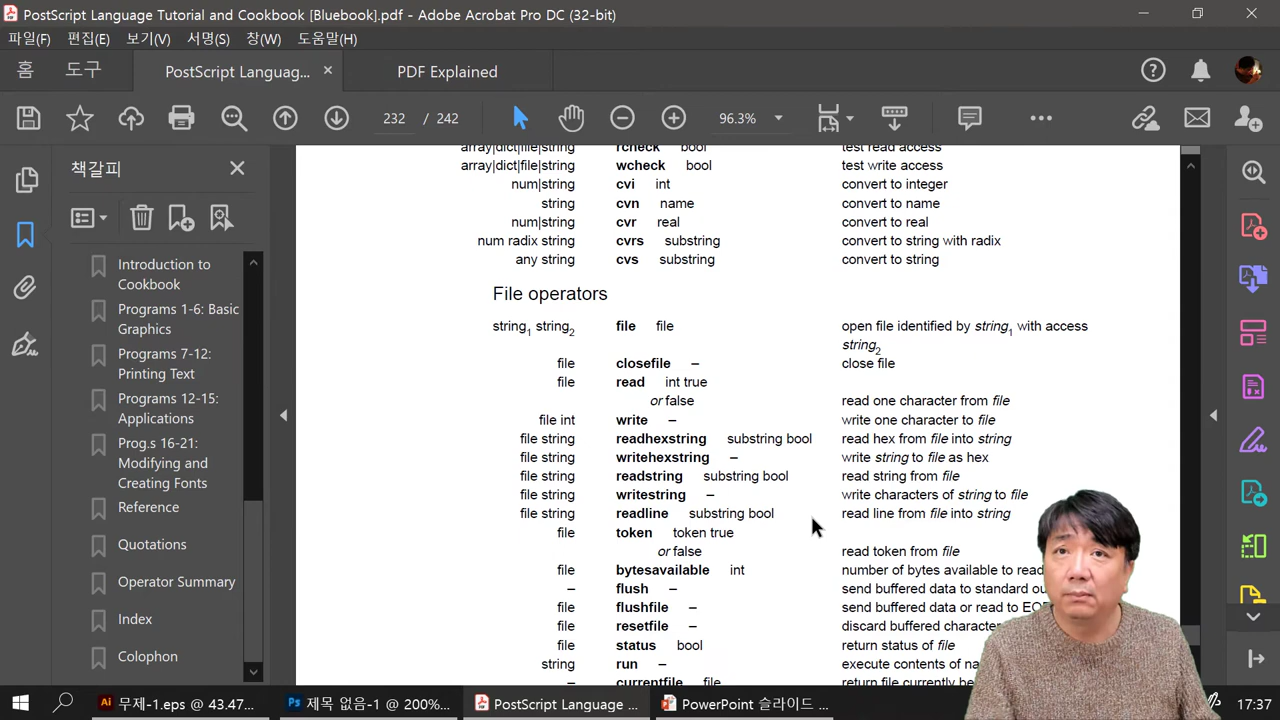 PostScript Language Tutorial and Cookbook [Bluebook].pdf - Adobe Acrobat Pro DC (32-bit)
파일(F) 편집(E) 보기(V) 서명(S) 창(W) 도움말(H)
홈 도구 PostScript Languag... PDF Explained
232 / 242 96.3%
책갈피
Introduction to
Cookbook
Programs 1-6: Basic
Graphics
Programs 7-12:
Printing Text
Programs 12-15:
Applications
Prog.s 16-21:
Modifying and
Creating Fonts
Reference
Quotations
Operator Summary
Index
Colophon
array|dict|file|string rcheck bool test read access
array|dict|file|string wcheck bool test write access
num|string cvi int convert to integer
string cvn name convert to name
num|string cvr real convert to real
num radix string cvrs substring convert to string with radix
any string cvs substring convert to string
File operators
string1 string2 file file open file identified by string1 with access
string2
file closefile – close file
file read int true
or false read one character from file
file int write – write one character to file
file string readhexstring substring bool read hex from file into string
file string writehexstring – write string to file as hex
file string readstring substring bool read string from file
file string writestring – write characters of string to file
file string readline substring bool read line from file into string
file token token true
or false read token from file
file bytesavailable int number of bytes available to read
– flush – send buffered data to standard ou
file flushfile – send buffered data or read to EOF
file resetfile – discard buffered character
file status bool return status of file
string run – execute contents of na
– currentfile file return file currently be
무제-1.eps @ 43.47... 제목 없음-1 @ 200%... PostScript Language ... PowerPoint 슬라이드 ... 17:37